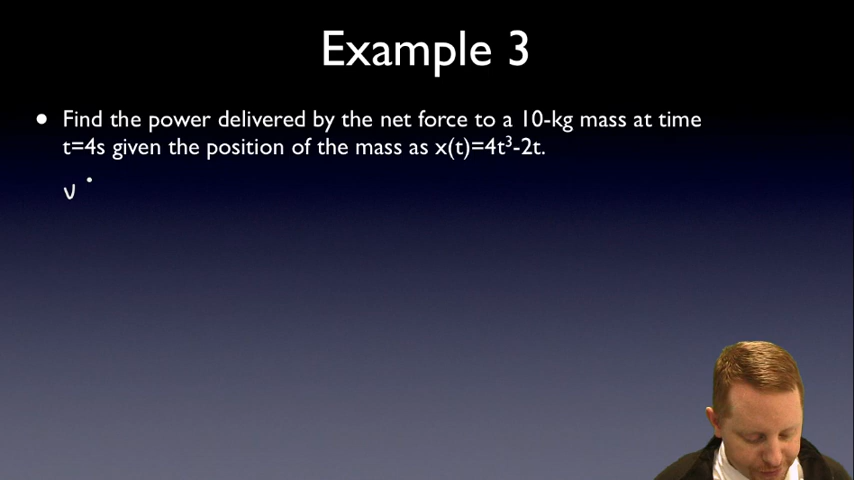 Example 3
• Find the power delivered by the net force to a 10-kg mass at time
t=4s given the position of the mass as x(t)=4t³-2t.
v